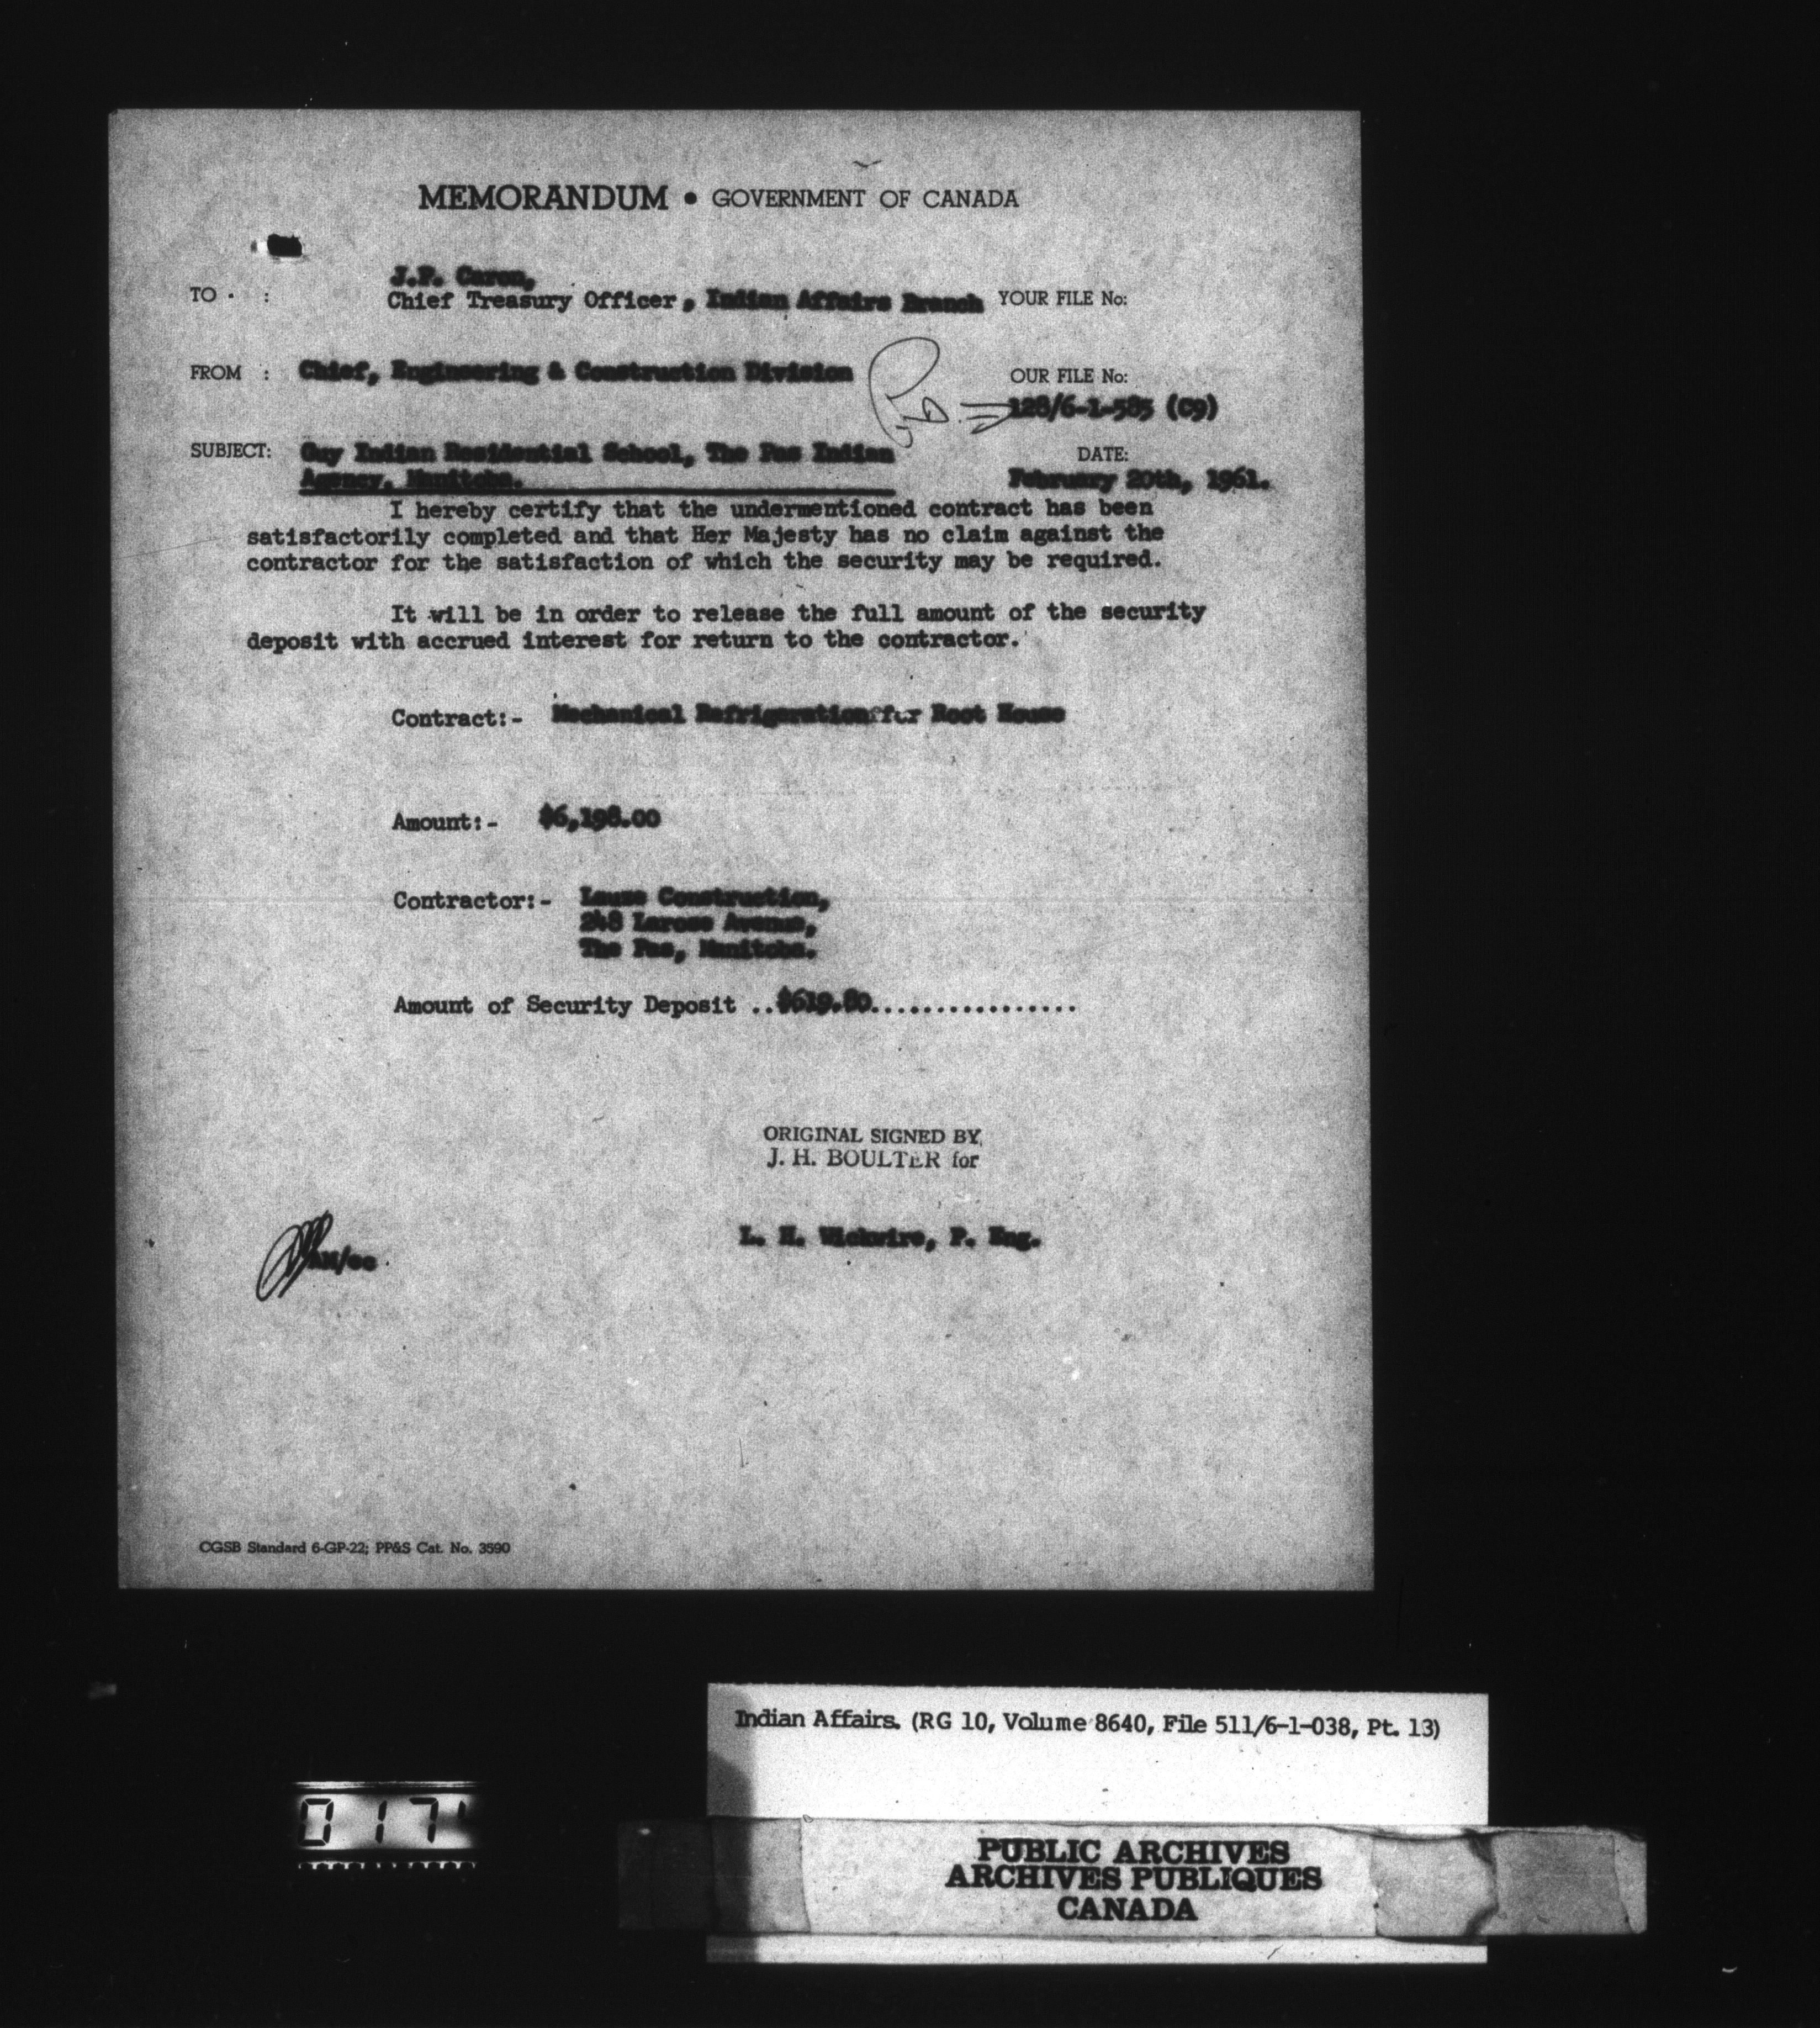 MEMORANDUM • GOVERNMENT OF CANADA
J.P. Caron,
TO · : Chief Treasury Officer, Indian Affairs Branch YOUR FILE No:
FROM : Chief, Engineering & Construction Division OUR FILE No:
128/6-1-585 (C9)
SUBJECT: Guy Indian Residential School, The Pas Indian DATE:
Agency, Manitoba. February 20th, 1961.
I hereby certify that the undermentioned contract has been
satisfactorily completed and that Her Majesty has no claim against the
contractor for the satisfaction of which the security may be required.
It will be in order to release the full amount of the security
deposit with accrued interest for return to the contractor.
Contract:- Mechanical Refrigeration for Root House
Amount:- $6,198.00
Contractor:- Lauze Construction,
248 Larose Avenue,
The Pas, Manitoba.
Amount of Security Deposit ..$619.80.................
ORIGINAL SIGNED BY
J. H. BOULTER for
L. H. Wickwire, P. Eng.
CGSB Standard 6-GP-22; PP&S Cat. No. 3590
Indian Affairs. (RG 10, Volume 8640, File 511/6-1-038, Pt. 13)
017
PUBLIC ARCHIVES
ARCHIVES PUBLIQUES
CANADA